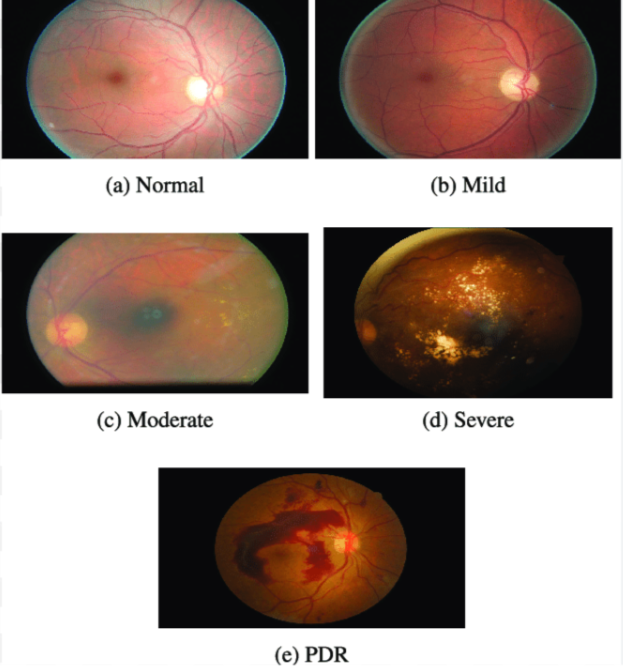 (a) Normal
(b) Mild
(c) Moderate
(d) Severe
(e) PDR